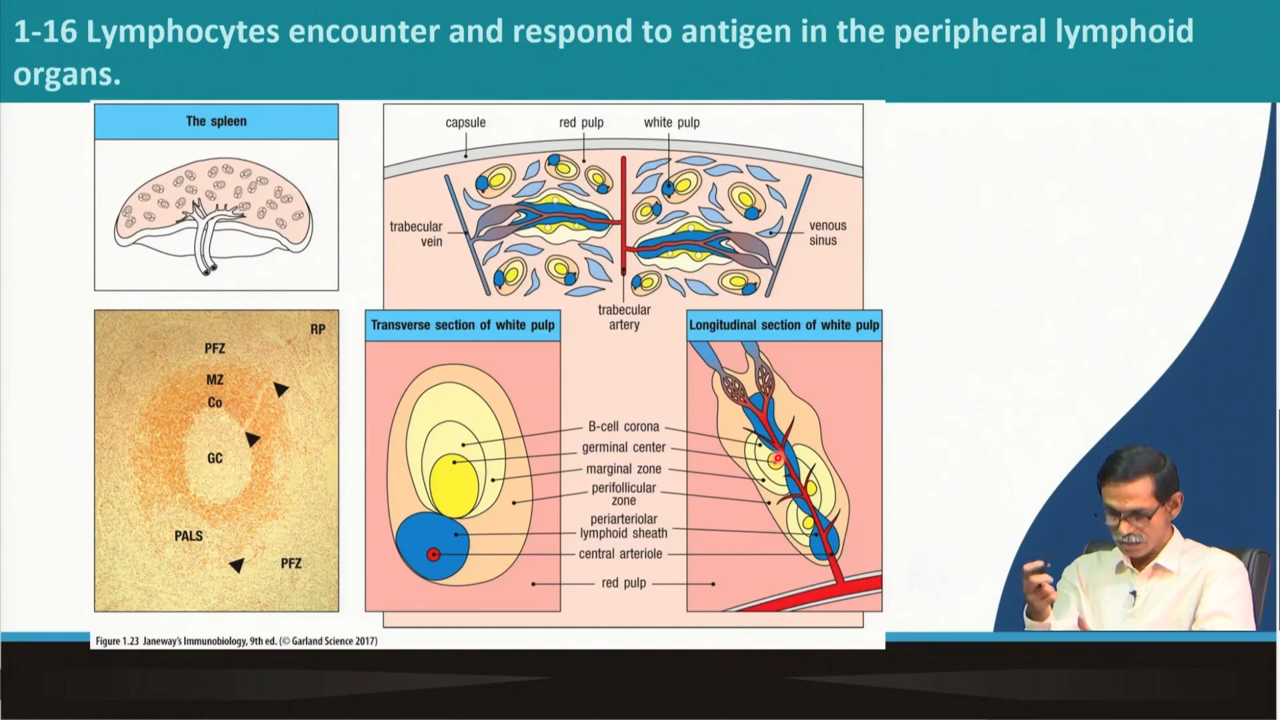 1-16 Lymphocytes encounter and respond to antigen in the peripheral lymphoid
organs.
The spleen
capsule
red pulp
white pulp
trabecular
vein
venous
sinus
trabecular
artery
RP
PFZ
MZ
Co
GC
PALS
PFZ
Transverse section of white pulp
Longitudinal section of white pulp
B-cell corona
germinal center
marginal zone
perifollicular
zone
periarteriolar
lymphoid sheath
central arteriole
red pulp
Figure 1.23 Janeway's Immunobiology, 9th ed. (© Garland Science 2017)